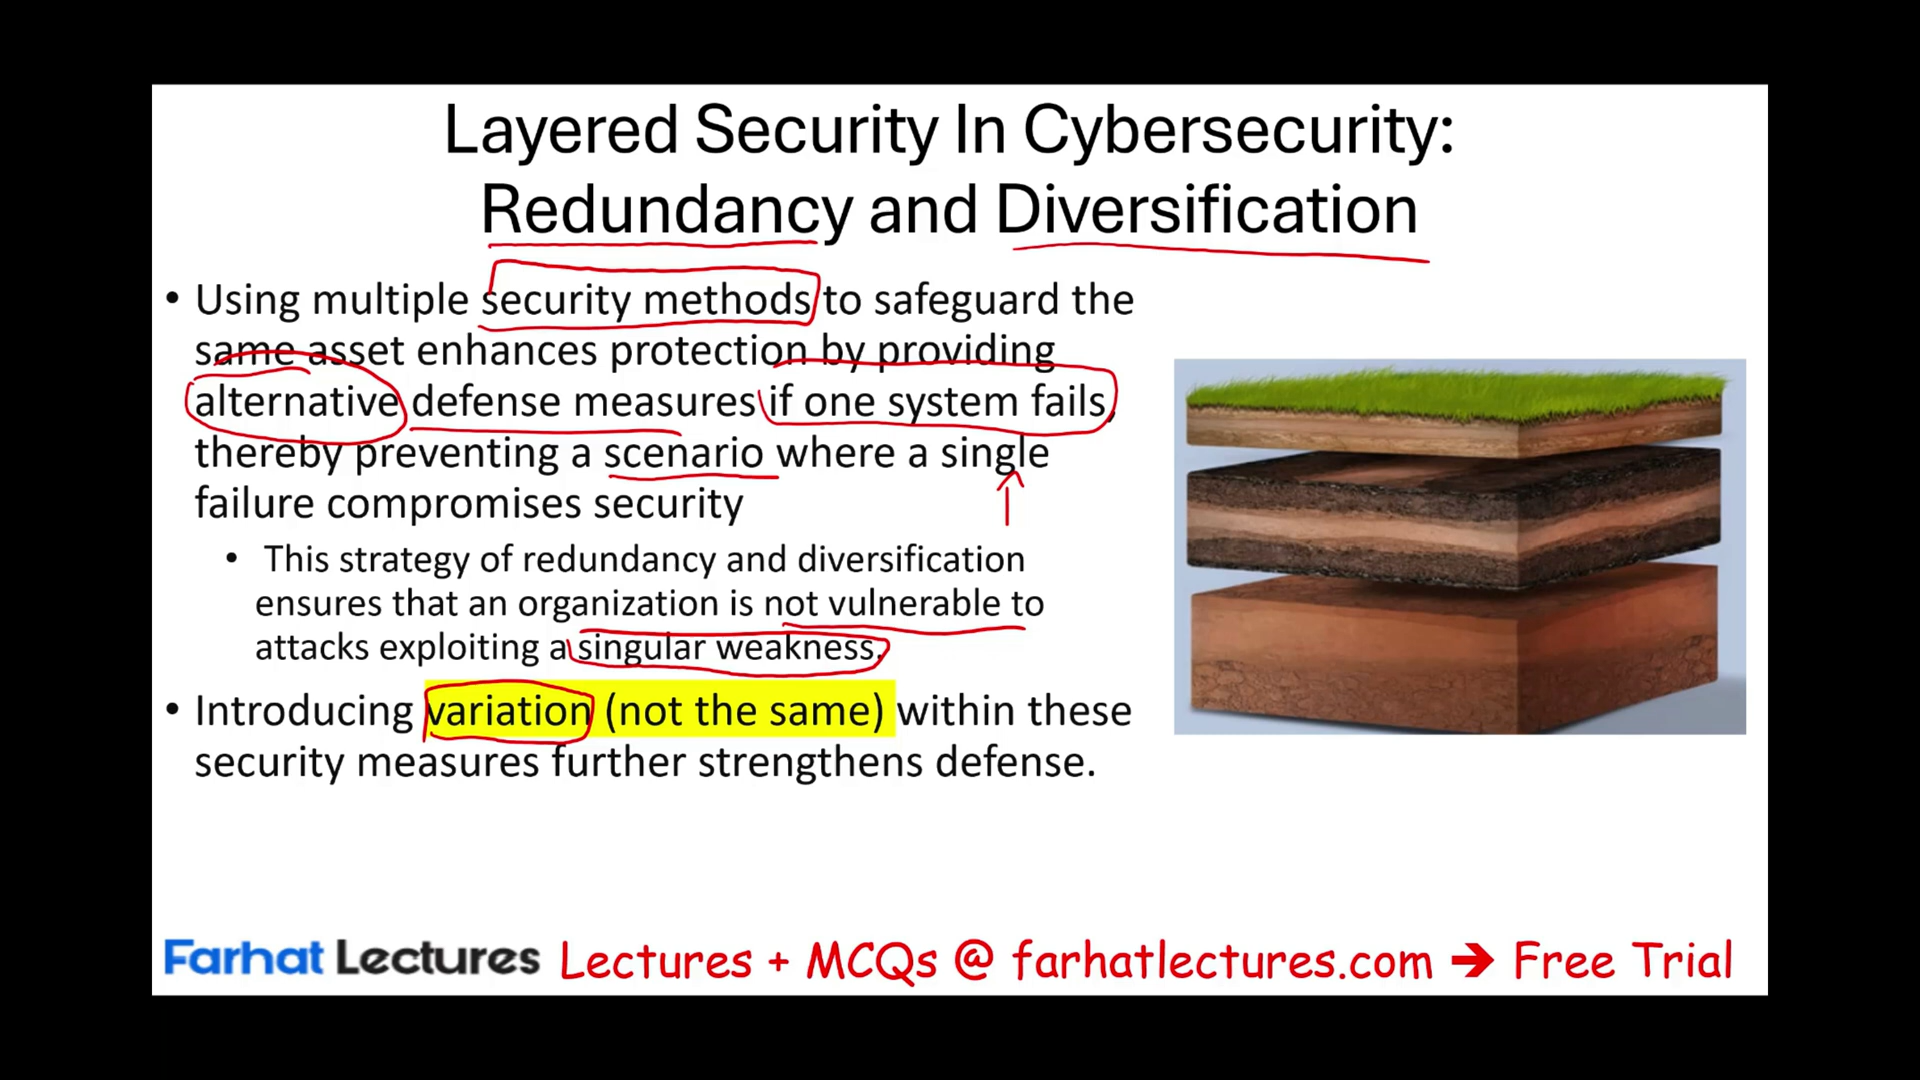 Layered Security In Cybersecurity:
Redundancy and Diversification
• Using multiple security methods to safeguard the
same asset enhances protection by providing
alternative defense measures if one system fails,
thereby preventing a scenario where a single
failure compromises security
• This strategy of redundancy and diversification
ensures that an organization is not vulnerable to
attacks exploiting a singular weakness.
• Introducing variation (not the same) within these
security measures further strengthens defense.
Farhat Lectures Lectures + MCQs @ farhatlectures.com → Free Trial